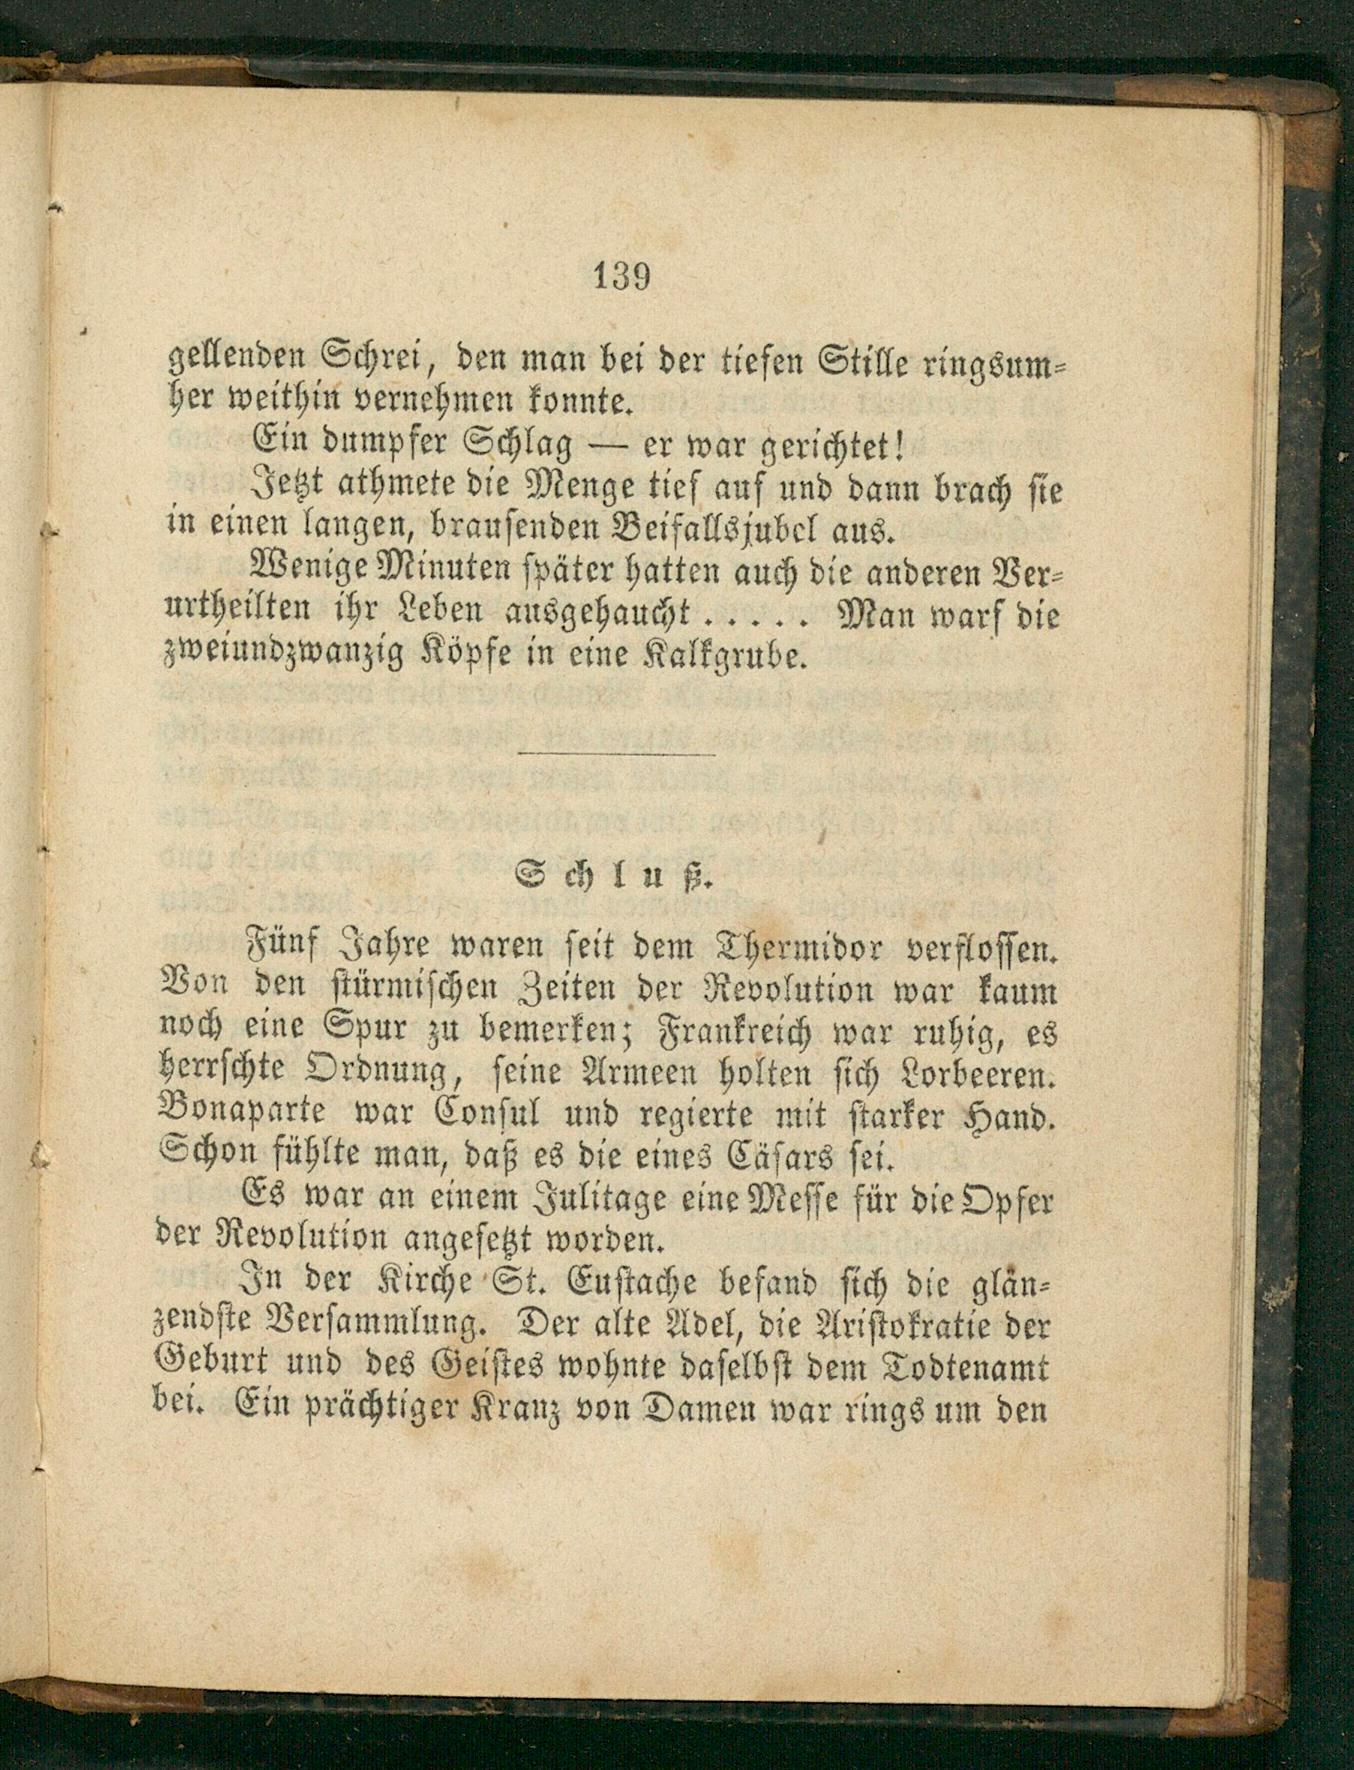 139
gellenden Schrei, den man bei der tiefen Stille ringsum-
her weithin vernehmen konnte.
Ein dumpfer Schlag — er war gerichtet!
Jetzt athmete die Menge tief auf und dann brach sie
in einen langen, brausenden Beifallsjubel aus.
Wenige Minuten später hatten auch die anderen Ver-
urtheilten ihr Leben ausgehaucht . . . . . Man warf die
zweiundzwanzig Köpfe in eine Kalkgrube.
Schluß.
Fünf Jahre waren seit dem Thermidor verflossen.
Von den stürmischen Zeiten der Revolution war kaum
noch eine Spur zu bemerken; Frankreich war ruhig, es
herrschte Ordnung, seine Armeen holten sich Lorbeeren.
Bonaparte war Consul und regierte mit starker Hand.
Schon fühlte man, daß es die eines Cäsars sei.
Es war an einem Julitage eine Messe für die Opfer
der Revolution angesetzt worden.
In der Kirche St. Eustache befand sich die glän-
zendste Versammlung. Der alte Adel, die Aristokratie der
Geburt und des Geistes wohnte daselbst dem Todtenamt
bei. Ein prächtiger Kranz von Damen war rings um den